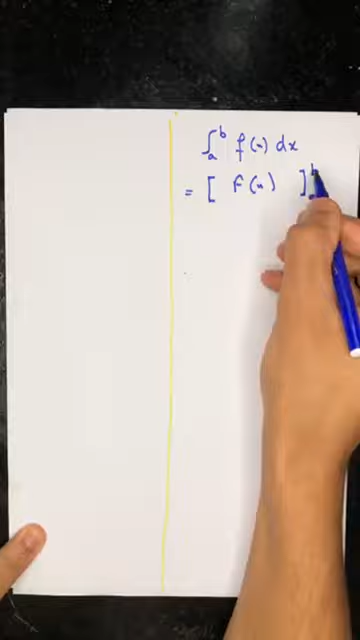 ∫ₐᵇ f(x) dx
= [ F(x) ]ₐᵇ